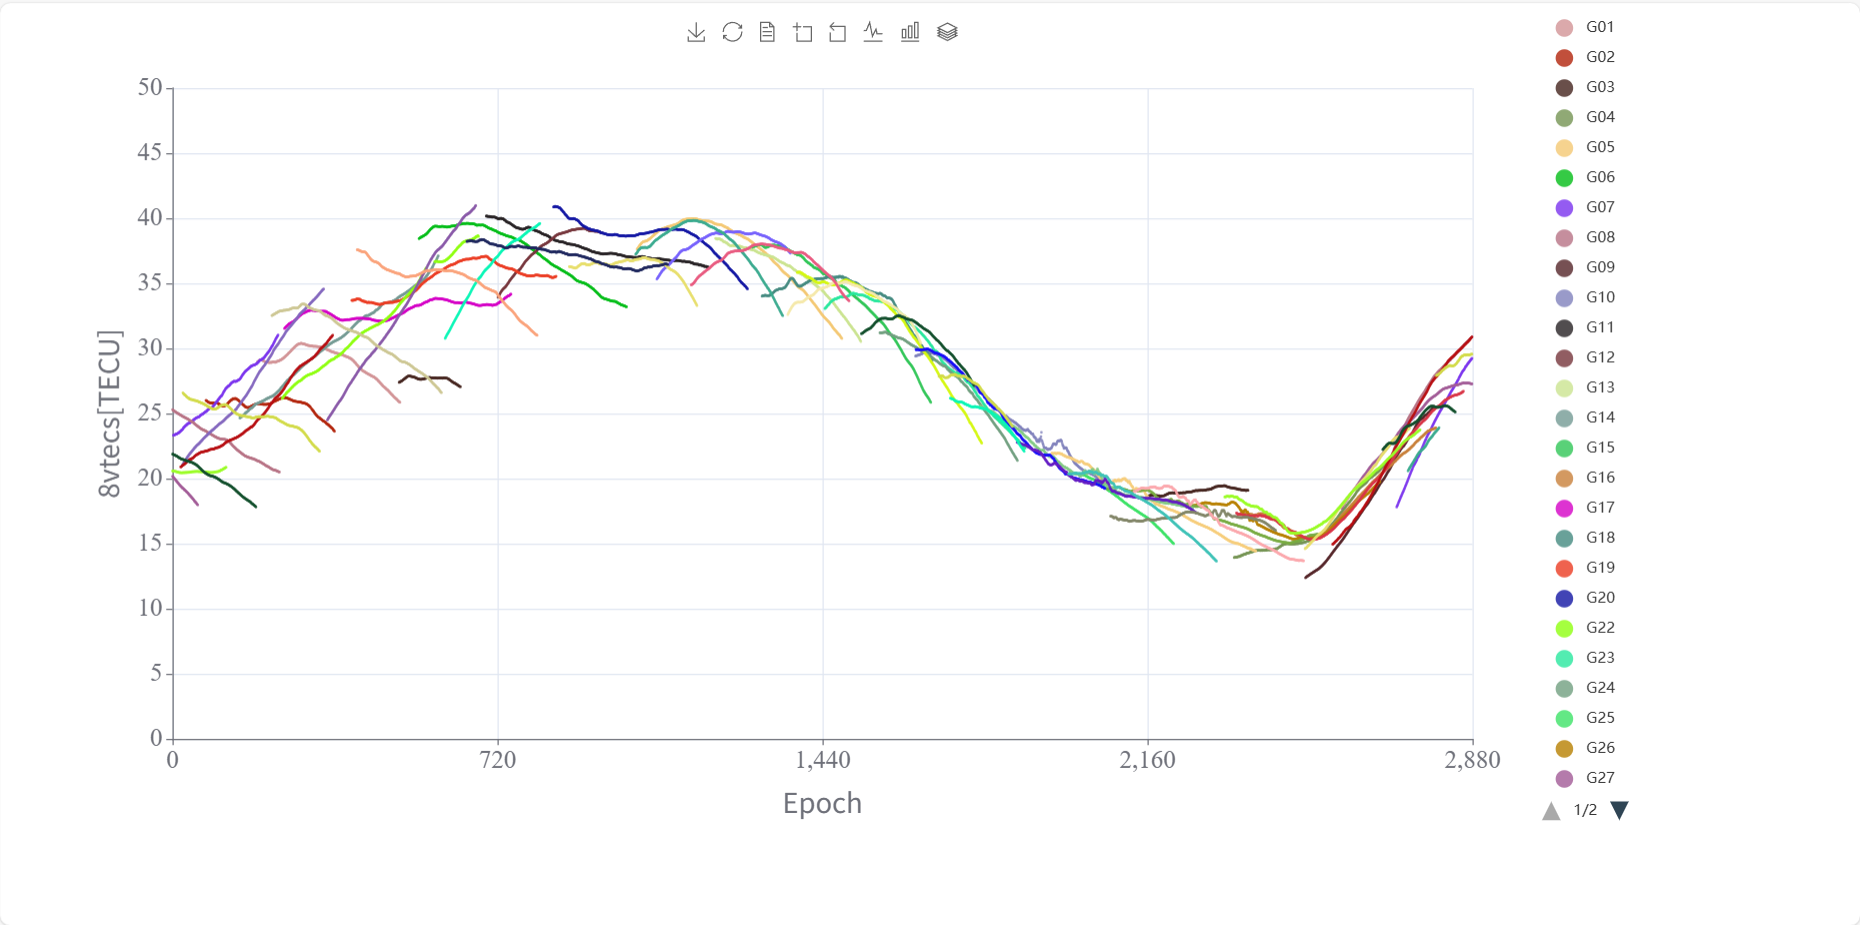 50
45
40
35
30
25
20
15
10
5
0
8vtecs[TECU]
0 720 1,440 2,160 2,880
Epoch
G01
G02
G03
G04
G05
G06
G07
G08
G09
G10
G11
G12
G13
G14
G15
G16
G17
G18
G19
G20
G22
G23
G24
G25
G26
G27
1/2